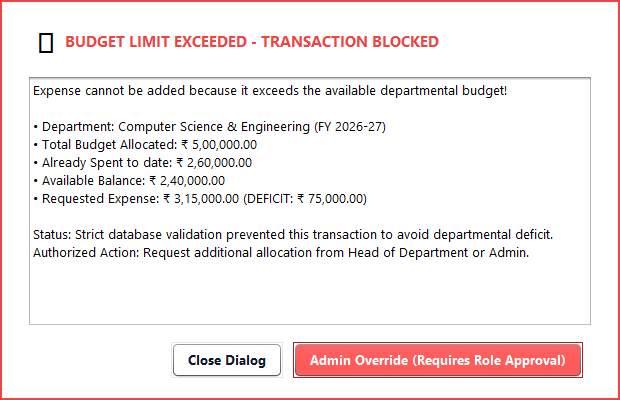 BUDGET LIMIT EXCEEDED - TRANSACTION BLOCKED
Expense cannot be added because it exceeds the available departmental budget!
• Department: Computer Science & Engineering (FY 2026-27)
• Total Budget Allocated: ₹ 5,00,000.00
• Already Spent to date: ₹ 2,60,000.00
• Available Balance: ₹ 2,40,000.00
• Requested Expense: ₹ 3,15,000.00 (DEFICIT: ₹ 75,000.00)
Status: Strict database validation prevented this transaction to avoid departmental deficit.
Authorized Action: Request additional allocation from Head of Department or Admin.
Close Dialog
Admin Override (Requires Role Approval)